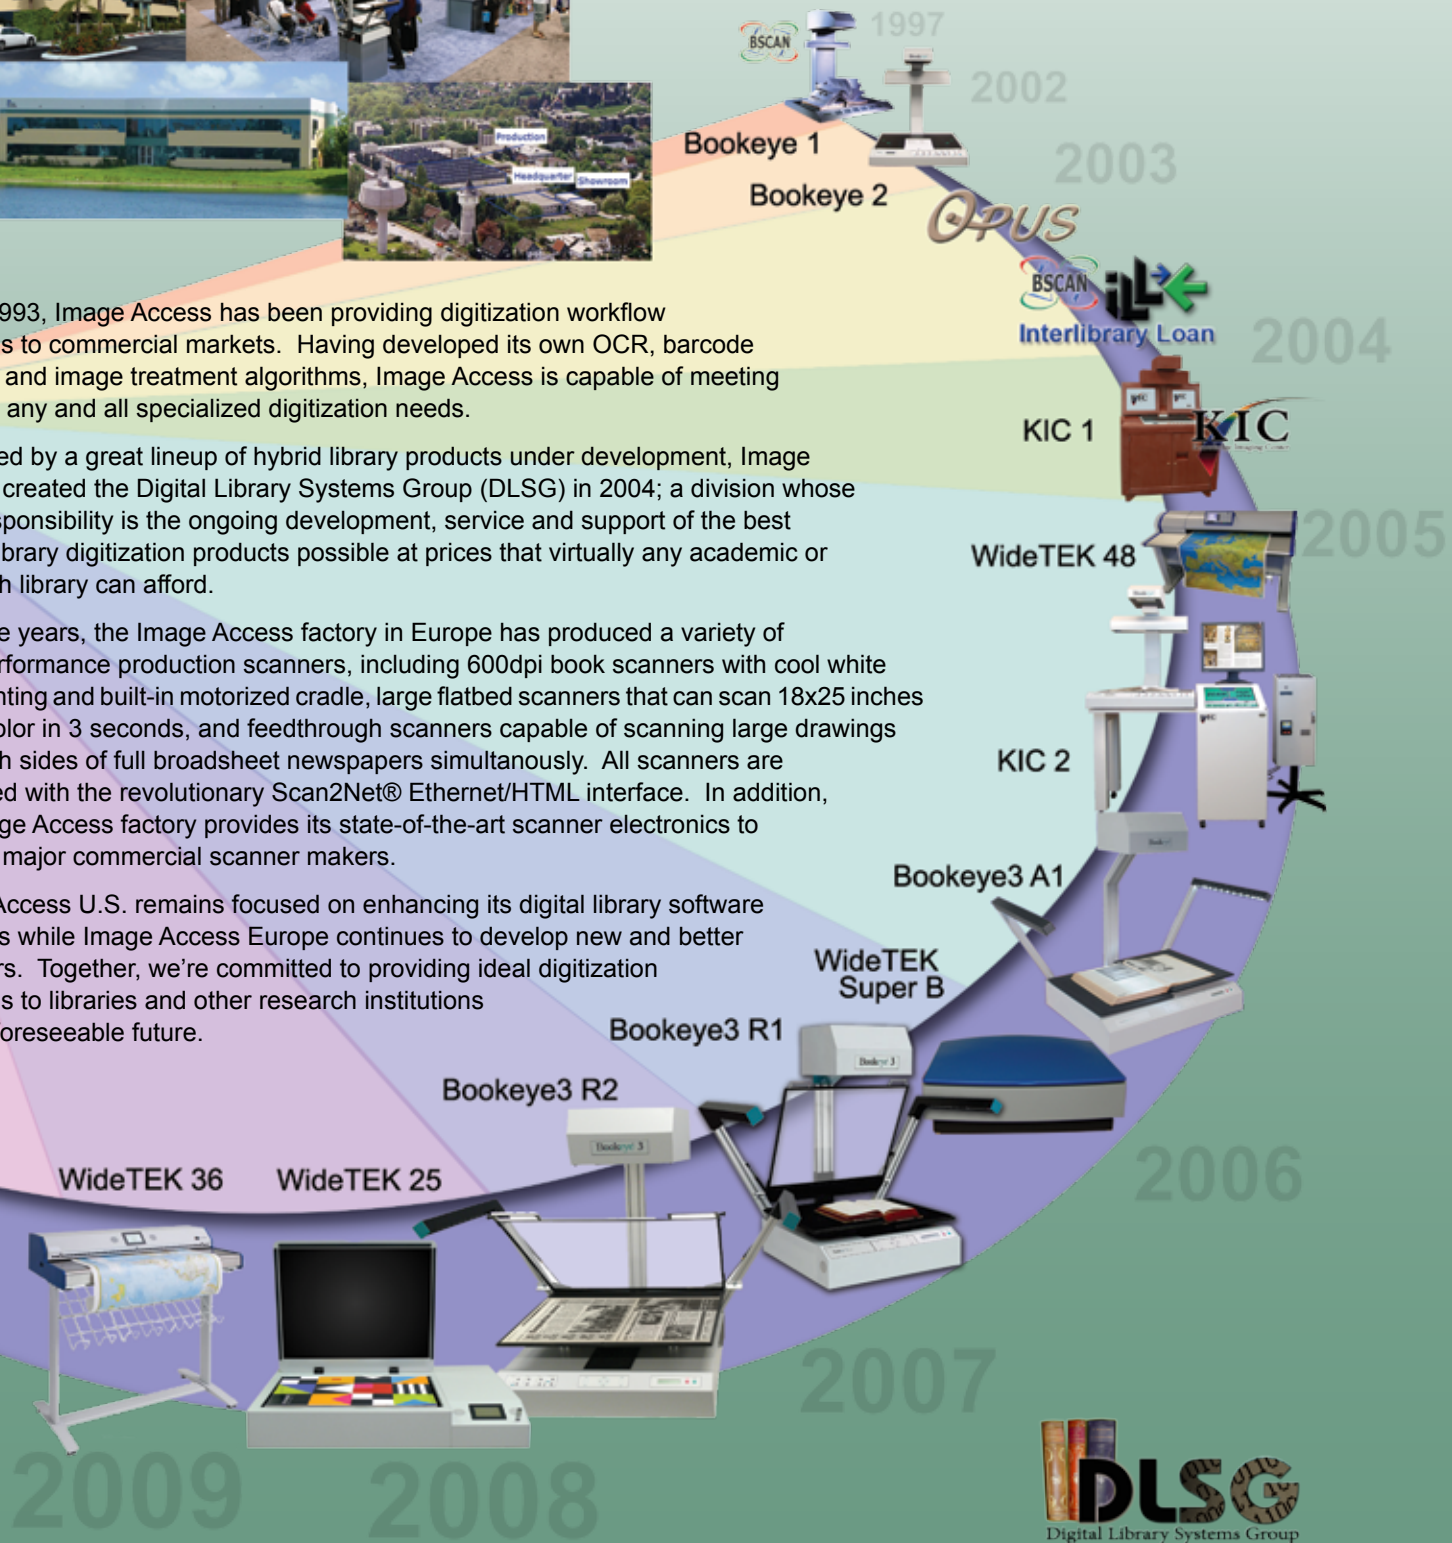 1997
BSCAN
2002
Production
Headquarter
Showroom
Bookeye 1
2003
Bookeye 2
OPUS
BSCAN iLL
Interlibrary Loan
2004
993, Image Access has been providing digitization workflow
s to commercial markets.  Having developed its own OCR, barcode
and image treatment algorithms, Image Access is capable of meeting
any and all specialized digitization needs.
KIC 1
KIC
ed by a great lineup of hybrid library products under development, Image
created the Digital Library Systems Group (DLSG) in 2004; a division whose
sponsibility is the ongoing development, service and support of the best
ibrary digitization products possible at prices that virtually any academic or
h library can afford.
2005
WideTEK 48
e years, the Image Access factory in Europe has produced a variety of
rformance production scanners, including 600dpi book scanners with cool white
hting and built-in motorized cradle, large flatbed scanners that can scan 18x25 inches
olor in 3 seconds, and feedthrough scanners capable of scanning large drawings
h sides of full broadsheet newspapers simultanously.  All scanners are
ed with the revolutionary Scan2Net® Ethernet/HTML interface.  In addition,
ge Access factory provides its state-of-the-art scanner electronics to
major commercial scanner makers.
KIC 2
Bookeye3 A1
Access U.S. remains focused on enhancing its digital library software
s while Image Access Europe continues to develop new and better
rs.  Together, we're committed to providing ideal digitization
s to libraries and other research institutions
foreseeable future.
WideTEK
Super B
Bookeye3 R1
Bookeye 3
Bookeye3 R2
Bookeye 3
2006
WideTEK 36
WideTEK 25
2007
2009
2008
DLSG
Digital Library Systems Group